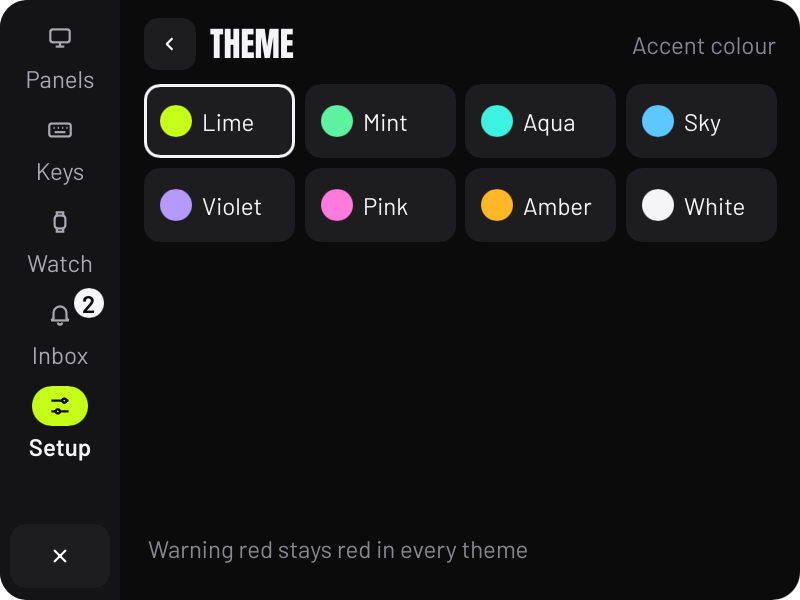 Panels
Keys
Watch
2
Inbox
Setup
THEME
Accent colour
Lime
Mint
Aqua
Sky
Violet
Pink
Amber
White
Warning red stays red in every theme